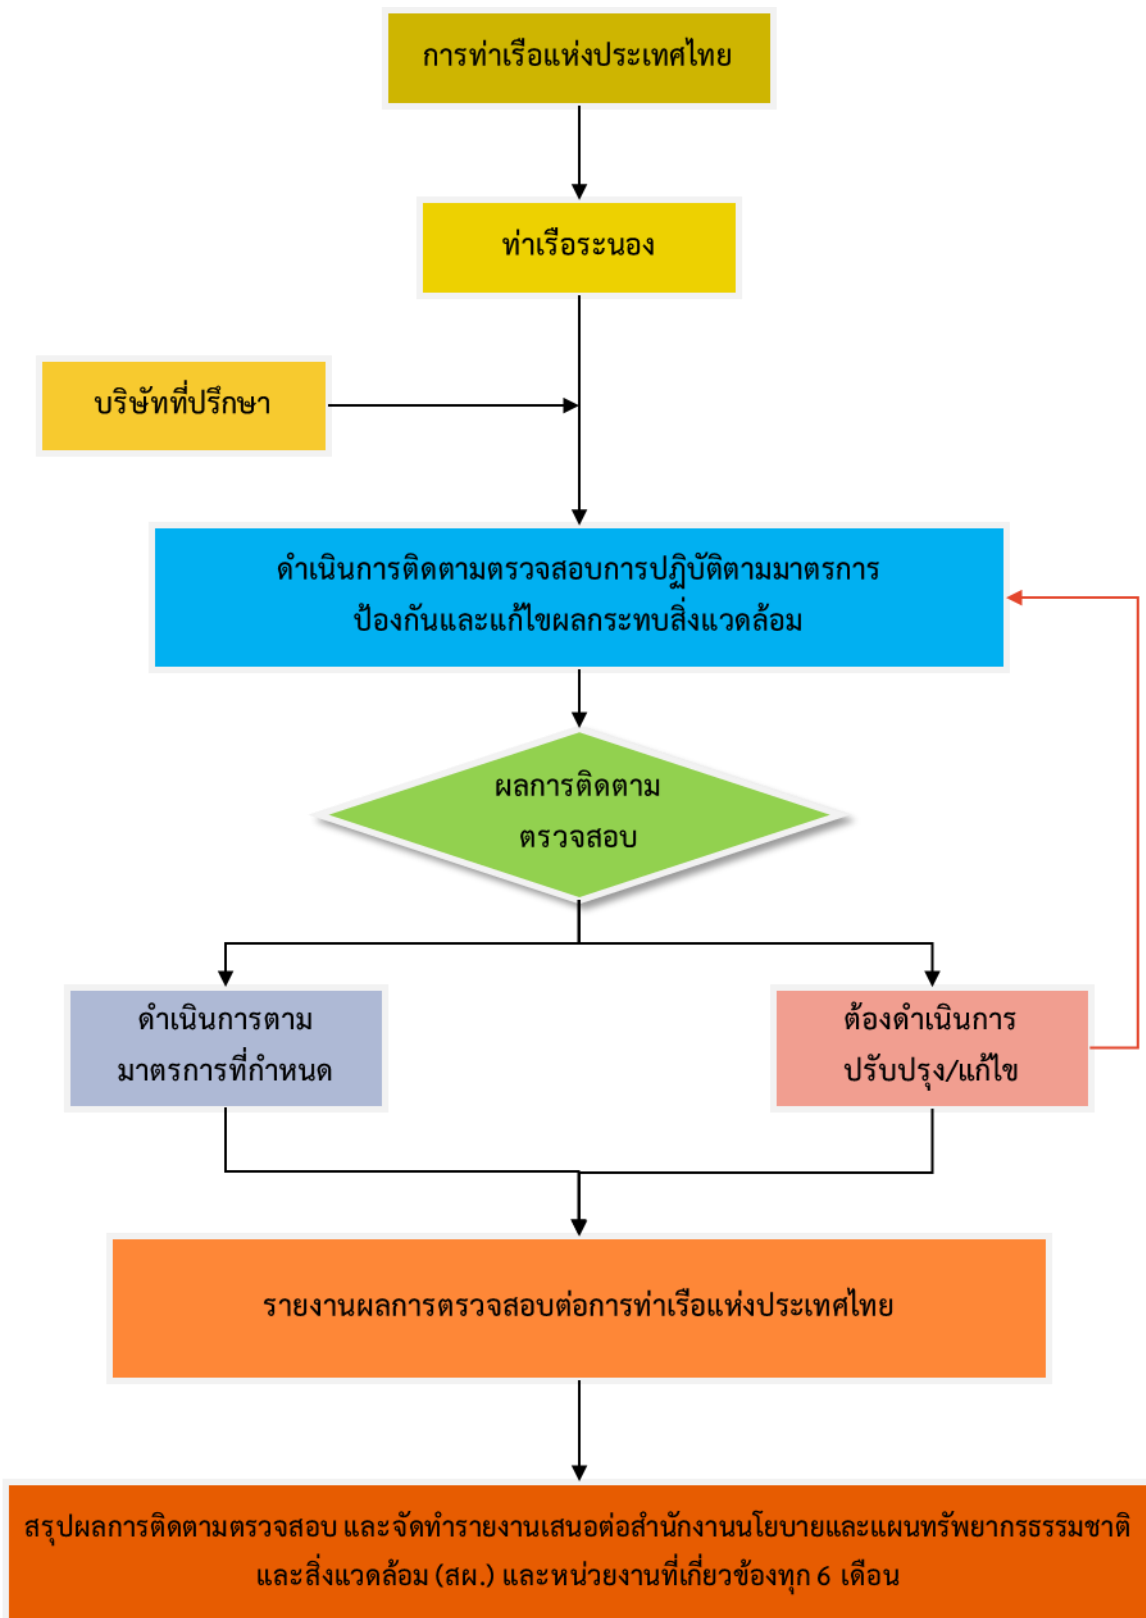 การท่าเรือแห่งประเทศไทย
ท่าเรือระนอง
บริษัทที่ปรึกษา
ดำเนินการติดตามตรวจสอบการปฏิบัติตามมาตรการ
ป้องกันและแก้ไขผลกระทบสิ่งแวดล้อม
ผลการติดตาม
ตรวจสอบ
ดำเนินการตาม
มาตรการที่กำหนด
ต้องดำเนินการ
ปรับปรุง/แก้ไข
รายงานผลการตรวจสอบต่อการท่าเรือแห่งประเทศไทย
สรุปผลการติดตามตรวจสอบ และจัดทำรายงานเสนอต่อสำนักงานนโยบายและแผนทรัพยากรธรรมชาติ
และสิ่งแวดล้อม (สผ.) และหน่วยงานที่เกี่ยวข้องทุก 6 เดือน